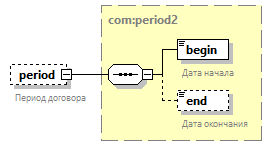 com:period2
begin
Дата начала
period
Период договора
end
Дата окончания